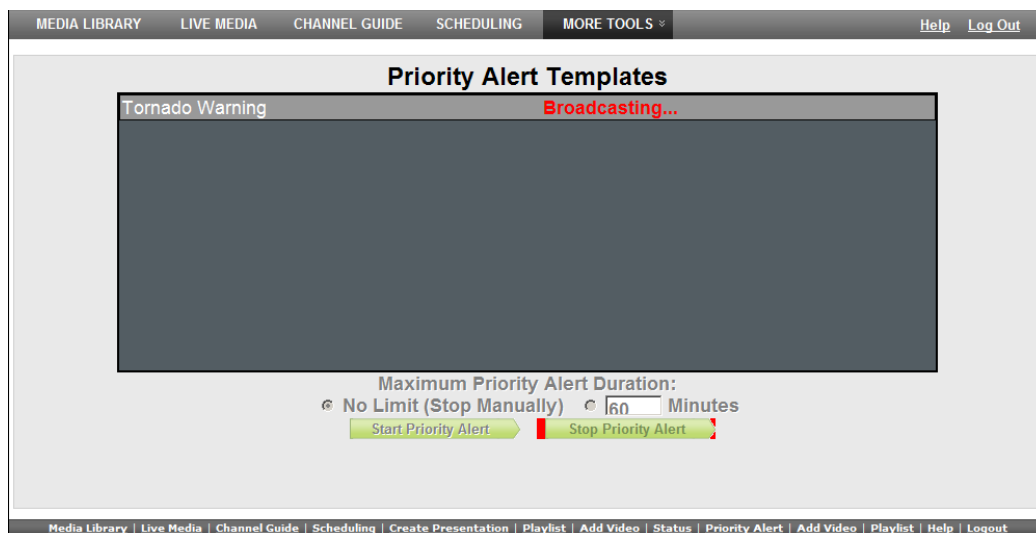 MEDIA LIBRARY LIVE MEDIA CHANNEL GUIDE SCHEDULING MORE TOOLS Help Log Out
Priority Alert Templates
Tornado Warning Broadcasting...
Maximum Priority Alert Duration:
No Limit (Stop Manually) 60 Minutes
Start Priority Alert Stop Priority Alert
Media Library | Live Media | Channel Guide | Scheduling | Create Presentation | Playlist | Add Video | Status | Priority Alert | Add Video | Playlist | Help | Logout